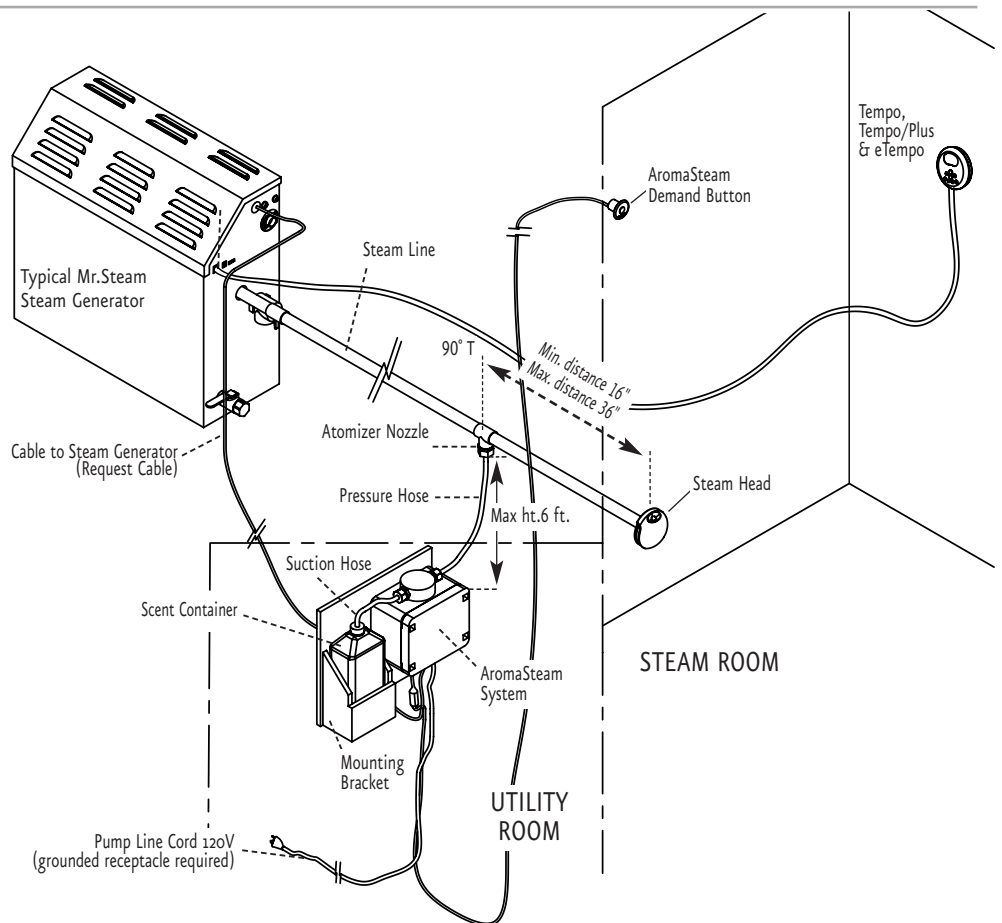 Tempo,
Tempo/Plus
& eTempo
AromaSteam
Demand Button
Steam Line
Typical Mr.Steam
Steam Generator
90° T
Min. distance 16"
Max. distance 36"
Atomizer Nozzle
Cable to Steam Generator
(Request Cable)
Steam Head
Pressure Hose
Max ht.6 ft.
Suction Hose
Scent Container
STEAM ROOM
AromaSteam
System
Mounting
Bracket
UTILITY
ROOM
Pump Line Cord 120V
(grounded receptacle required)